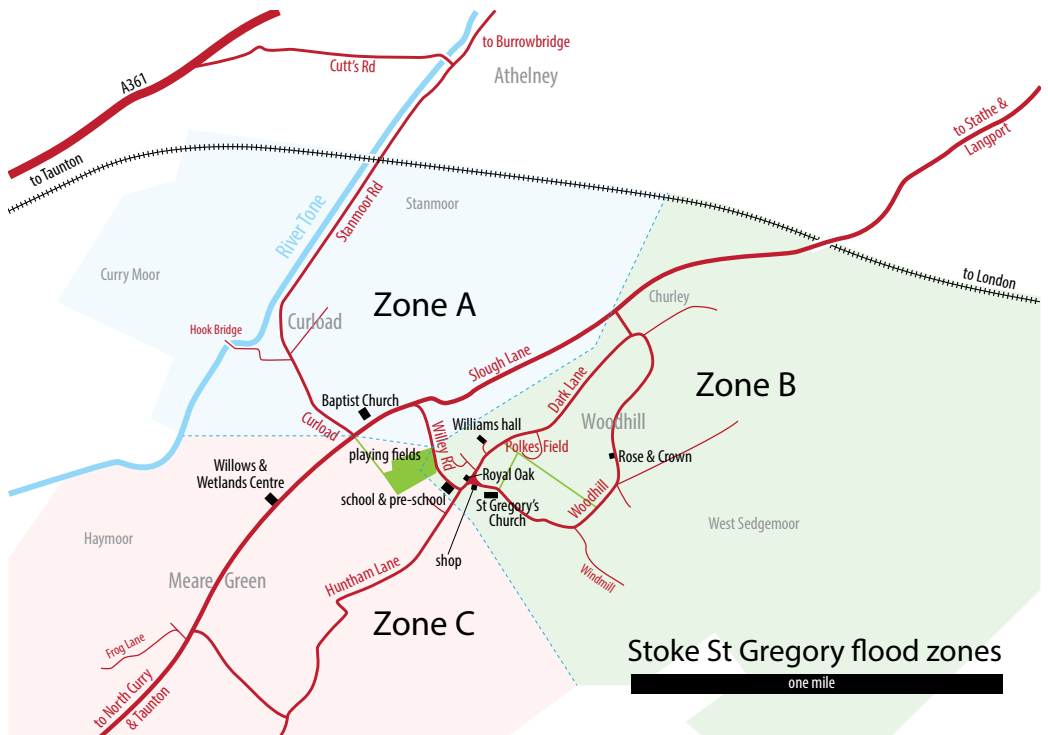 to Burrowbridge
Cutt's Rd
Athelney
A361
to Stathe &
Langport
to Taunton
River Tone
Stanmoor Rd
Stanmoor
Curry Moor
to London
Zone A
Churley
Curload
Hook Bridge
Slough Lane
Zone B
Dark Lane
Baptist Church
Curload
Willey Rd
Williams hall
Woodhill
Polkes Field
playing fields
Rose & Crown
Willows &
Wetlands Centre
Royal Oak
school & pre-school
St Gregory's
Church
Woodhill
West Sedgemoor
Haymoor
shop
Meare Green
Huntham Lane
Windmill
Zone C
Frog Lane
Stoke St Gregory flood zones
one mile
to North Curry
& Taunton